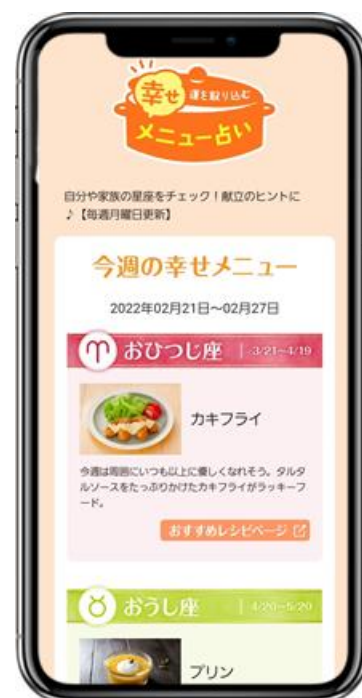 幸せ
運を取り込む
メニュー占い
自分や家族の星座をチェック！献立のヒントに
♪【毎週月曜日更新】
今週の幸せメニュー
2022年02月21日〜02月27日
おひつじ座 | 3/21~4/19
カキフライ
今週は周囲にいつも以上に優しくなれそう。タルタ
ルソースをたっぷりかけたカキフライがラッキーフ
ード。
おすすめレシピページ
おうし座 | 4/20~5/20
プリン